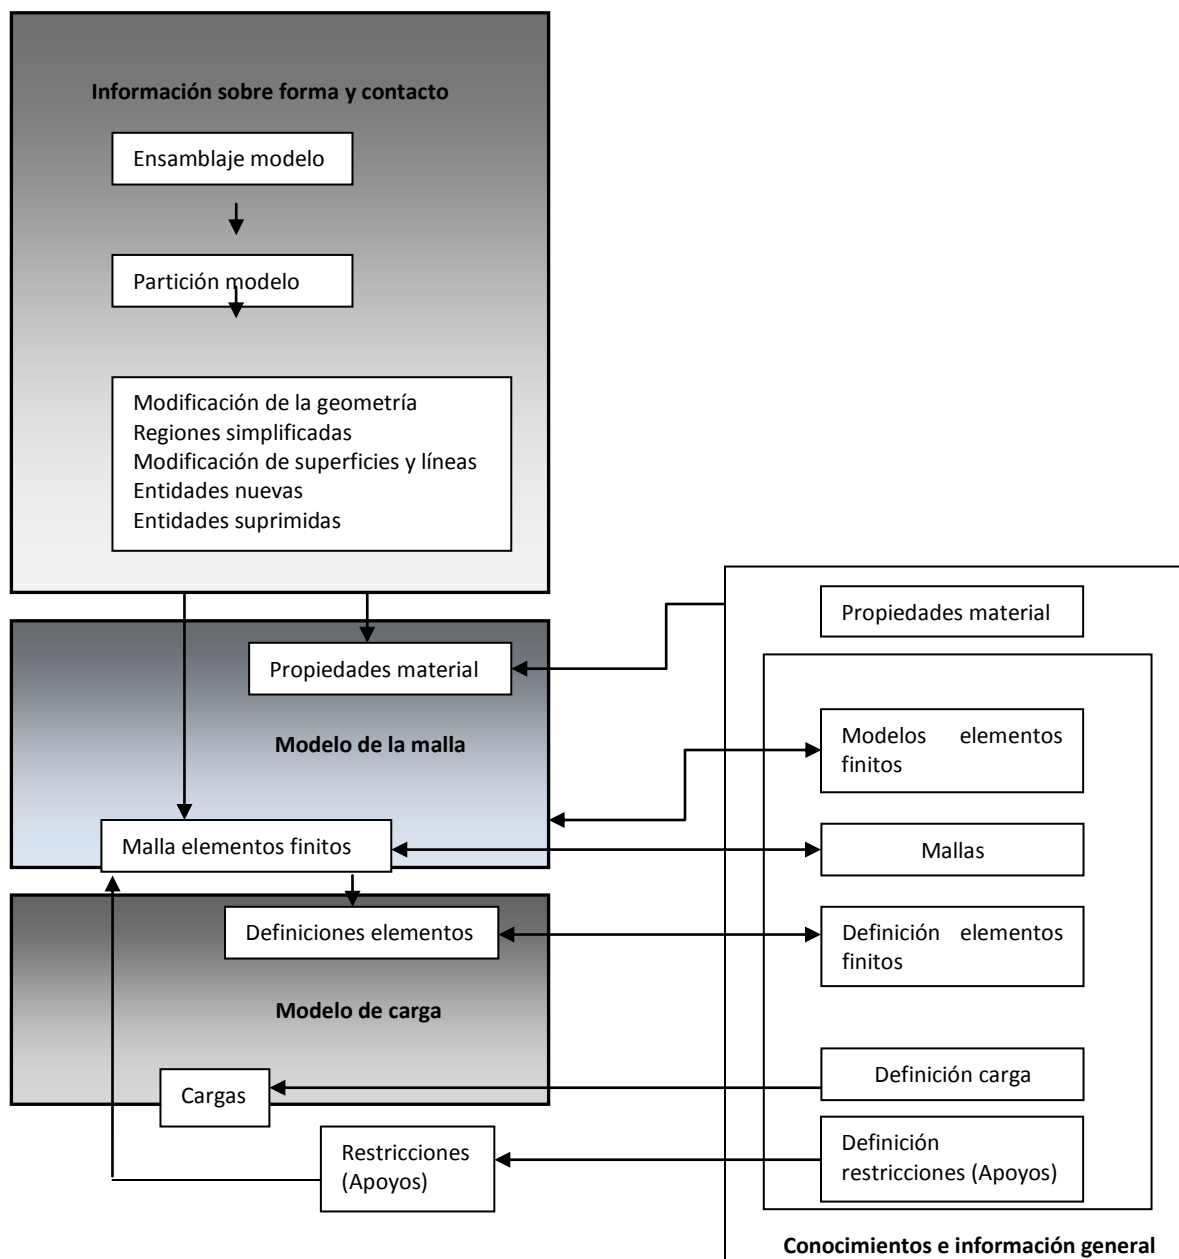 Información sobre forma y contacto
Ensamblaje modelo
Partición modelo
Modificación de la geometría
Regiones simplificadas
Modificación de superficies y líneas
Entidades nuevas
Entidades suprimidas
Propiedades material
Modelo de la malla
Malla elementos finitos
Definiciones elementos
Modelo de carga
Cargas
Restricciones
(Apoyos)
Propiedades material
Modelos elementos
finitos
Mallas
Definición elementos
finitos
Definición carga
Definición
restricciones (Apoyos)
Conocimientos e información general